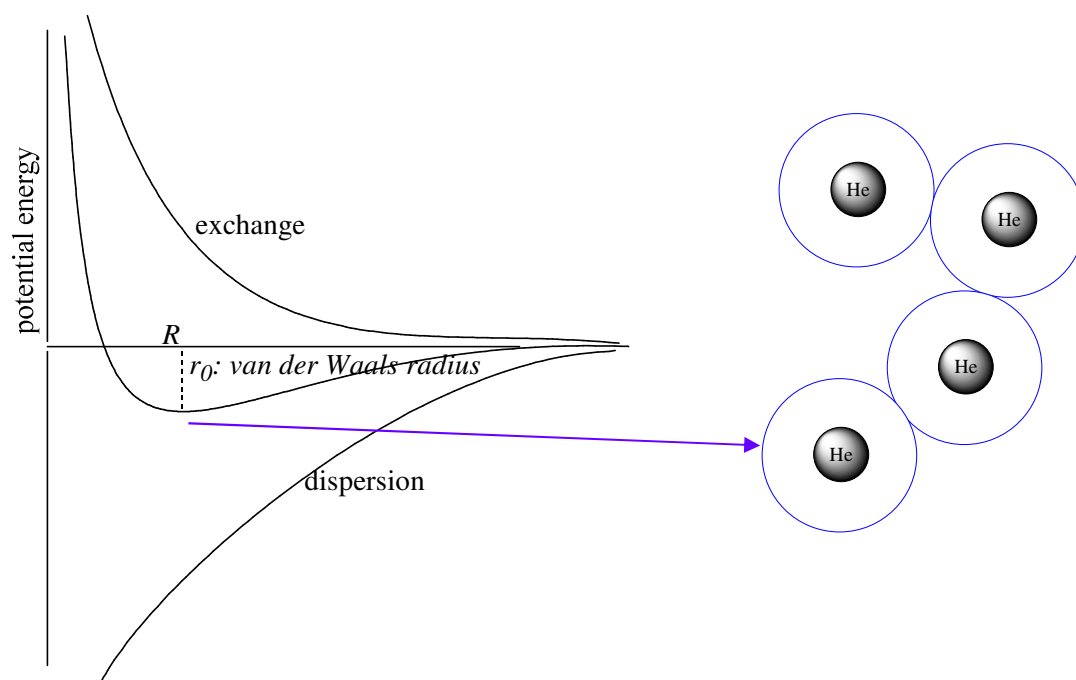 potential energy
exchange
R
r0: van der Waals radius
dispersion
He
He
He
He